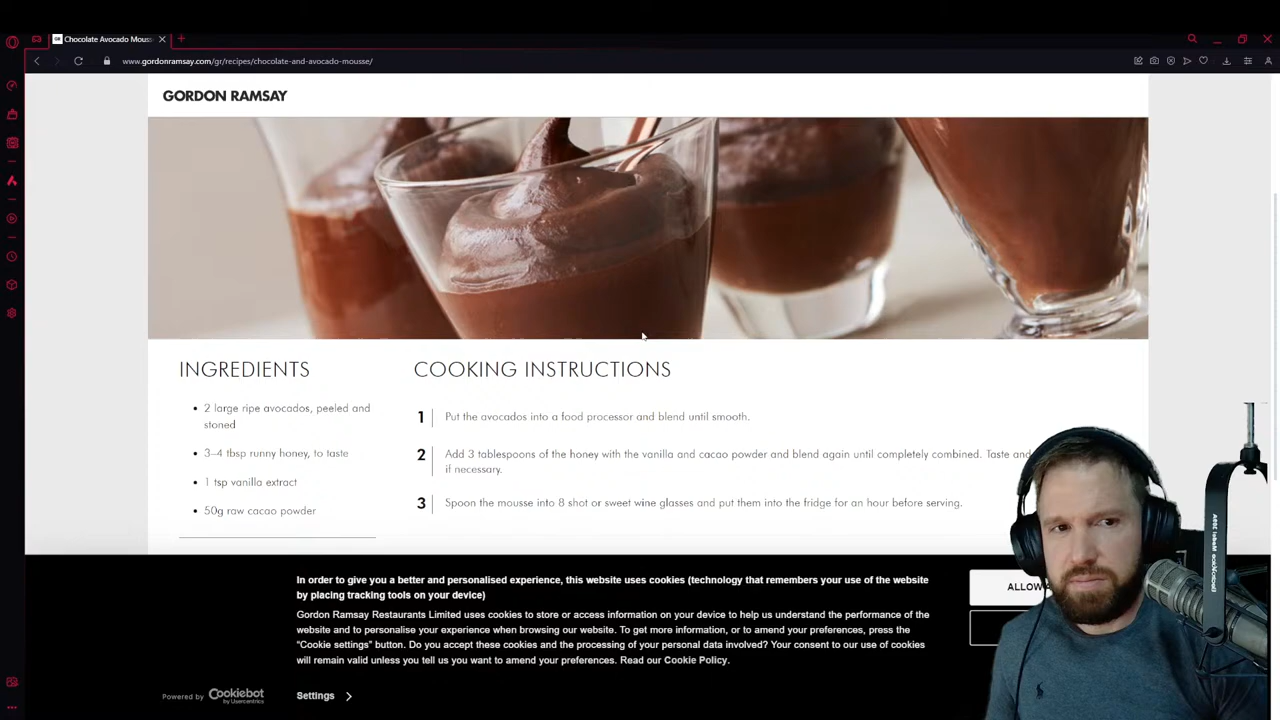 Chocolate Avocado Mous
www.gordonramsay.com/gr/recipes/chocolate-and-avocado-mousse/
GORDON RAMSAY
INGREDIENTS
2 large ripe avocados, peeled and
stoned
3–4 tbsp runny honey, to taste
1 tsp vanilla extract
50g raw cacao powder
COOKING INSTRUCTIONS
1 Put the avocados into a food processor and blend until smooth.
2 Add 3 tablespoons of the honey with the vanilla and cacao powder and blend again until completely combined. Taste and
if necessary.
3 Spoon the mousse into 8 shot or sweet wine glasses and put them into the fridge for an hour before serving.
In order to give you a better and personalised experience, this website uses cookies (technology that remembers your use of the website
by placing tracking tools on your device)
Gordon Ramsay Restaurants Limited uses cookies to store or access information on your device to help us understand the performance of the
website and to personalise your experience when browsing our website. To get more information, or to amend your preferences, press the
"Cookie settings" button. Do you accept these cookies and the processing of your personal data involved? Your consent to our use of cookies
will remain valid unless you tell us you want to amend your preferences. Read our Cookie Policy.
ALLOW
Powered by Cookiebot
by Usercentrics
Settings